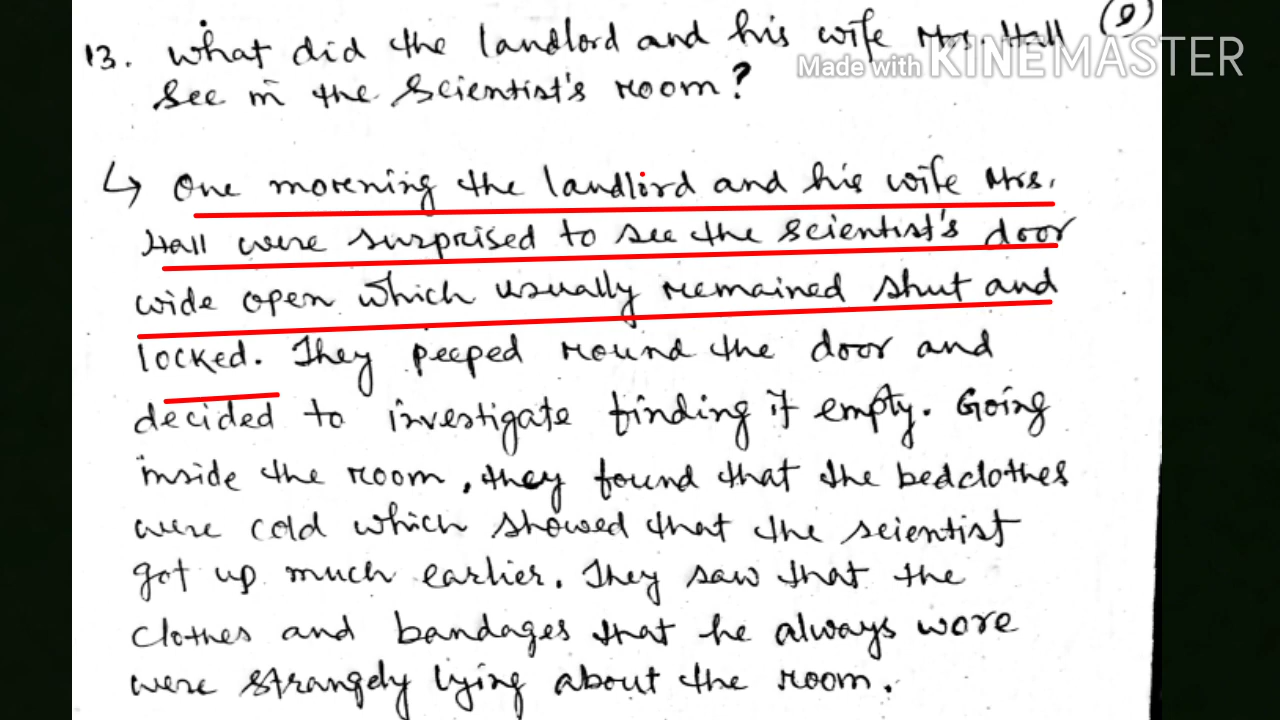 13. What did the landlord and his wife Mrs. Hall (9)
Made with KINEMASTER
see in the Scientist's room?
↳ One morening the landlord and his wife Mrs.
Hall were surprised to see the scientist's door
wide open which usually remained shut and
locked. They peeped round the door and
decided to investigate finding it empty. Going
inside the room, they found that the bedclothes
were cold which showed that the scientist
got up much earlier. They saw that the
clothes and bandages that he always wore
were strangely lying about the room.